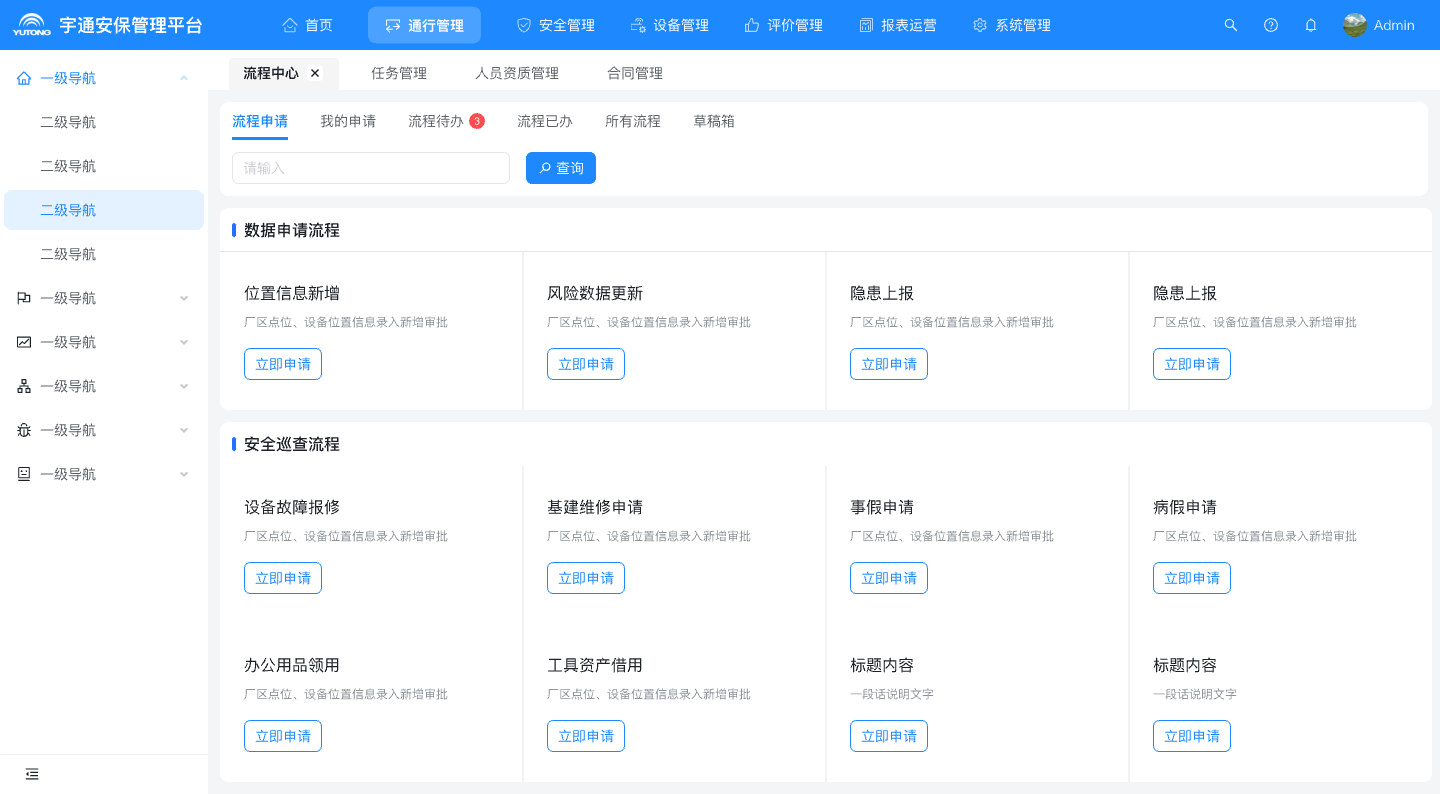 YUTONG 宇通安保管理平台 首页 通行管理 安全管理 设备管理 评价管理 报表运营 系统管理 Admin
流程中心 任务管理 人员资质管理 合同管理
一级导航
二级导航
二级导航
二级导航
二级导航
一级导航
一级导航
一级导航
一级导航
一级导航
流程申请 我的申请 流程待办 3 流程已办 所有流程 草稿箱
请输入 查询
数据申请流程
位置信息新增 风险数据更新 隐患上报 隐患上报
厂区点位、设备位置信息录入新增审批 厂区点位、设备位置信息录入新增审批 厂区点位、设备位置信息录入新增审批 厂区点位、设备位置信息录入新增审批
立即申请 立即申请 立即申请 立即申请
安全巡查流程
设备故障报修 基建维修申请 事假申请 病假申请
厂区点位、设备位置信息录入新增审批 厂区点位、设备位置信息录入新增审批 厂区点位、设备位置信息录入新增审批 厂区点位、设备位置信息录入新增审批
立即申请 立即申请 立即申请 立即申请
办公用品领用 工具资产借用 标题内容 标题内容
厂区点位、设备位置信息录入新增审批 厂区点位、设备位置信息录入新增审批 一段话说明文字 一段话说明文字
立即申请 立即申请 立即申请 立即申请